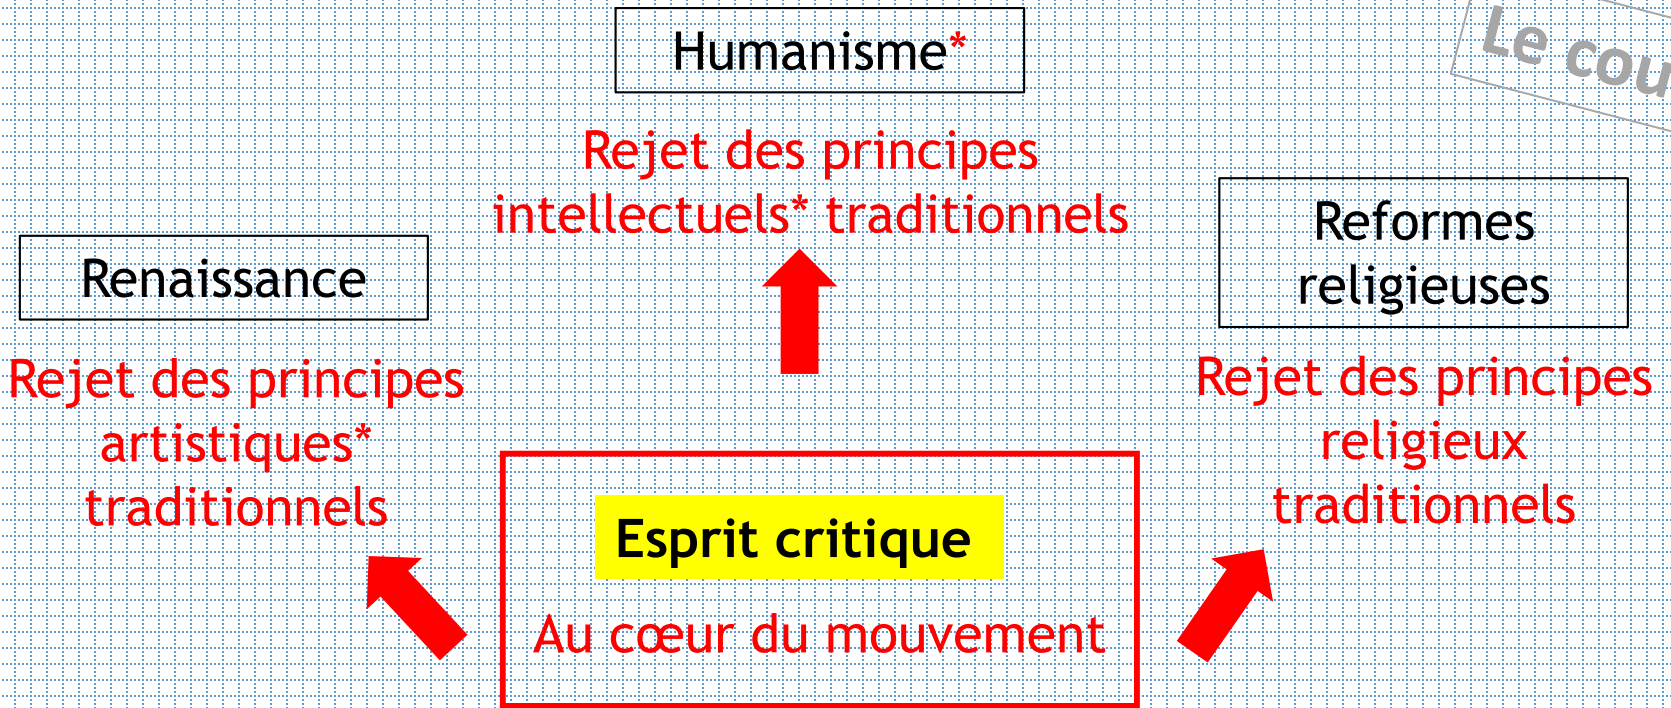 Humanisme*
Le cou
Rejet des principes
intellectuels* traditionnels
Reformes
religieuses
Renaissance
Rejet des principes
artistiques*
traditionnels
Rejet des principes
religieux
traditionnels
Esprit critique
Au cœur du mouvement